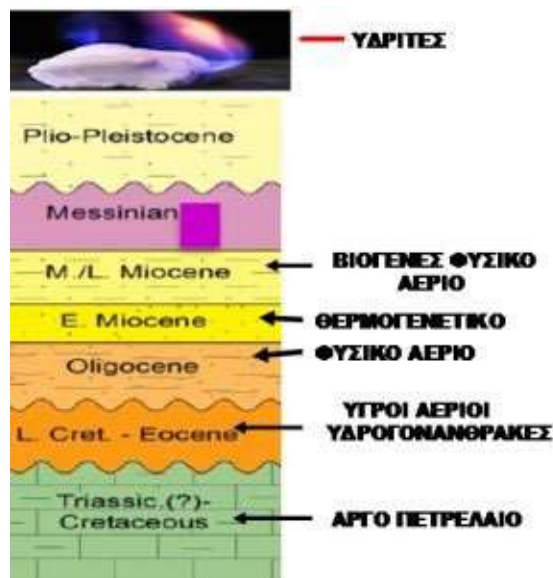 ΥΔΡΙΤΕΣ
Plio-Pleistocene
Messinian
M./L. Miocene
ΒΙΟΓΕΝΕΣ ΦΥΣΙΚΟ
ΑΕΡΙΟ
E. Miocene
ΘΕΡΜΟΓΕΝΕΤΙΚΟ
ΦΥΣΙΚΟ ΑΕΡΙΟ
Oligocene
ΥΓΡΟΙ ΑΕΡΙΟΙ
ΥΔΡΟΓΟΝΑΝΘΡΑΚΕΣ
L. Cret. - Eocene
Triassic.(?)-
Cretaceous
ΑΡΓΟ ΠΕΤΡΕΛΑΙΟ